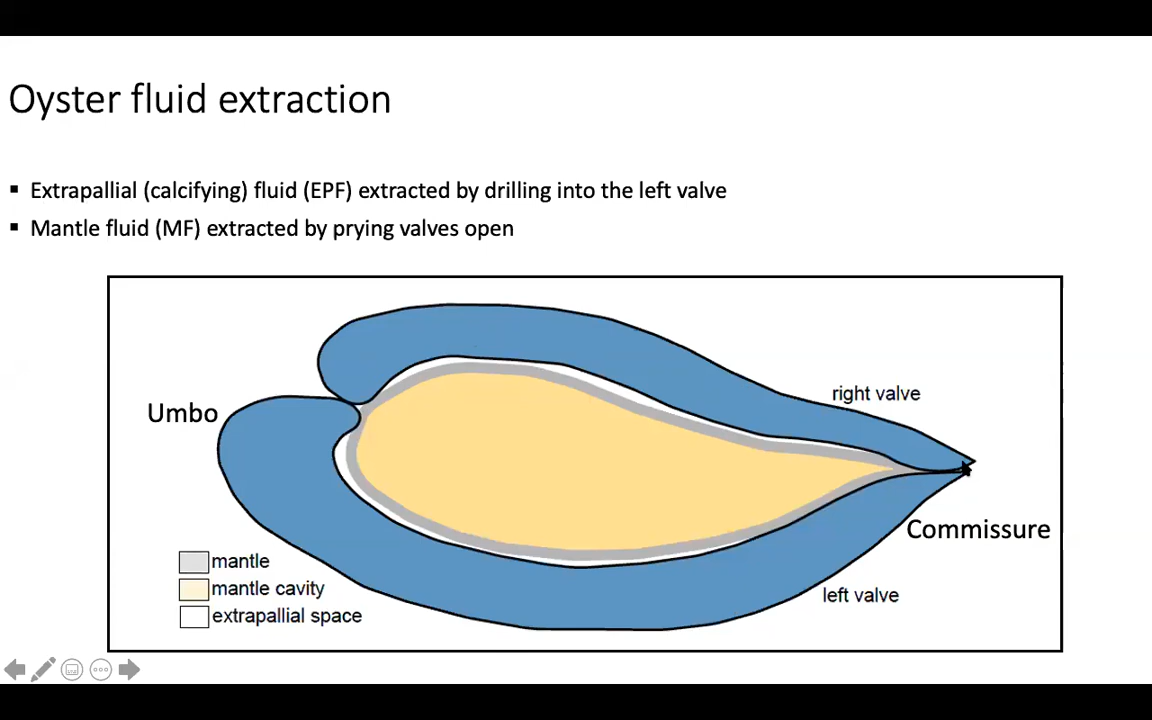 Oyster fluid extraction
▪ Extrapallial (calcifying) fluid (EPF) extracted by drilling into the left valve
▪ Mantle fluid (MF) extracted by prying valves open
right valve
Umbo
Commissure
mantle
mantle cavity
left valve
extrapallial space